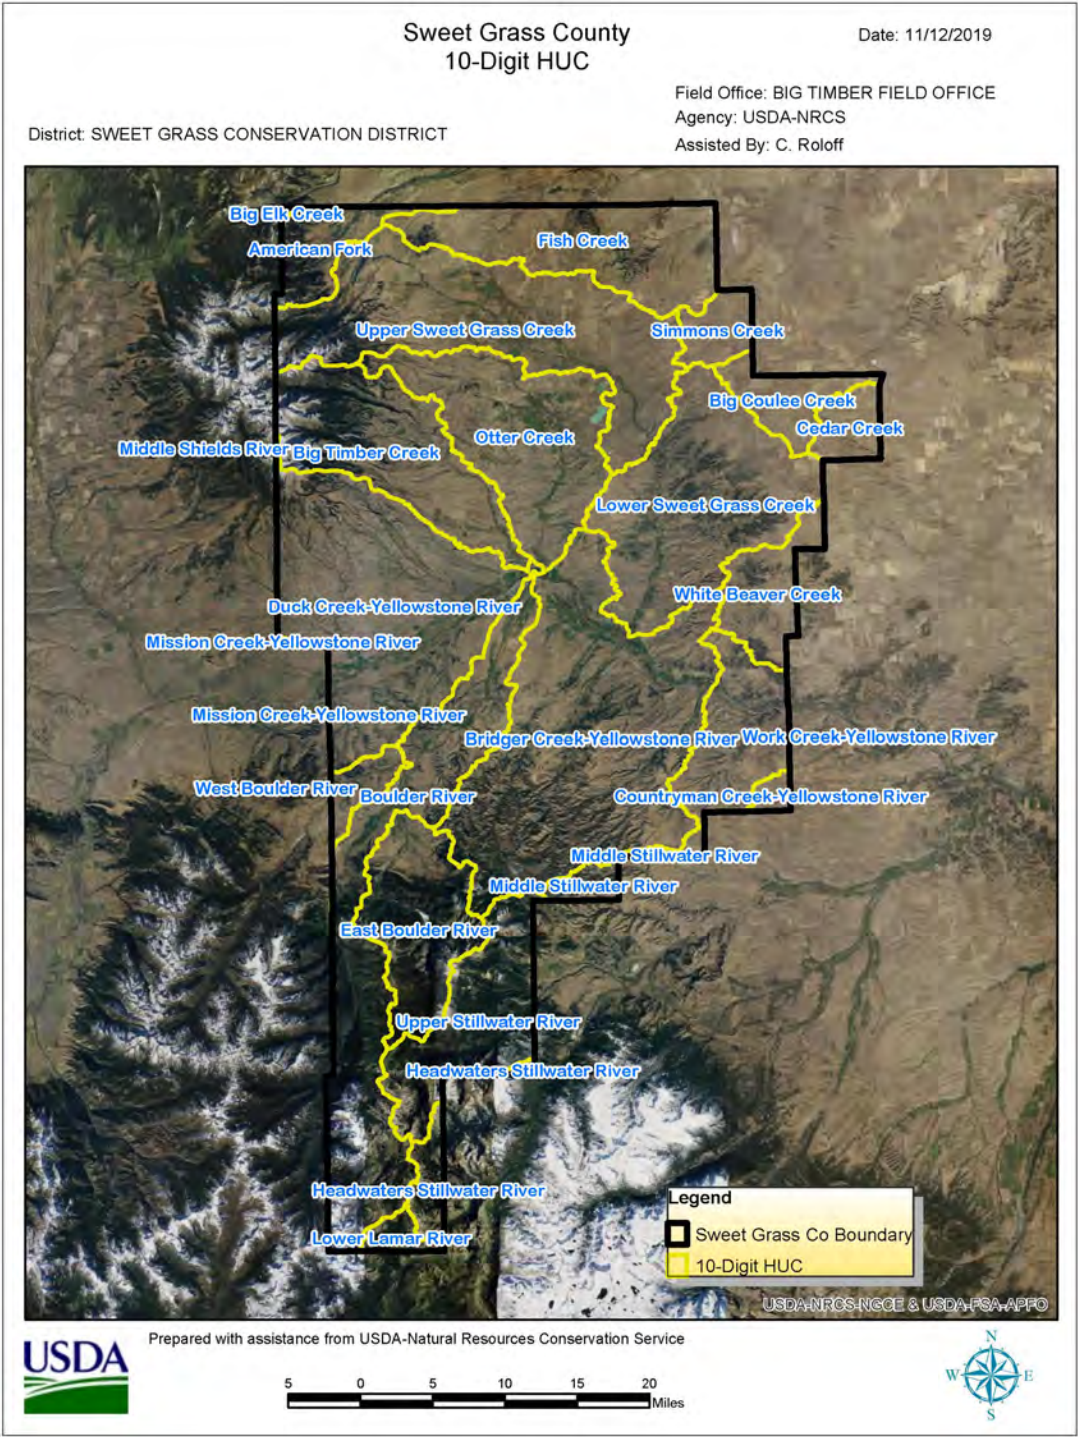 Sweet Grass County
10-Digit HUC
Date: 11/12/2019
Field Office: BIG TIMBER FIELD OFFICE
Agency: USDA-NRCS
Assisted By: C. Roloff
District: SWEET GRASS CONSERVATION DISTRICT
Big Elk Creek
American Fork
Fish Creek
Upper Sweet Grass Creek
Simmons Creek
Big Coulee Creek
Cedar Creek
Otter Creek
Middle Shields River
Big Timber Creek
Lower Sweet Grass Creek
White Beaver Creek
Duck Creek-Yellowstone River
Mission Creek-Yellowstone River
Mission Creek-Yellowstone River
Bridger Creek-Yellowstone River
Work Creek-Yellowstone River
West Boulder River
Boulder River
Countryman Creek-Yellowstone River
Middle Stillwater River
Middle Stillwater River
East Boulder River
Upper Stillwater River
Headwaters Stillwater River
Headwaters Stillwater River
Lower Lamar River
Legend
Sweet Grass Co Boundary
10-Digit HUC
USDA-NRCS-NGCE & USDA-FSA-APFO
Prepared with assistance from USDA-Natural Resources Conservation Service
USDA
5 0 5 10 15 20
Miles
N
W E
S